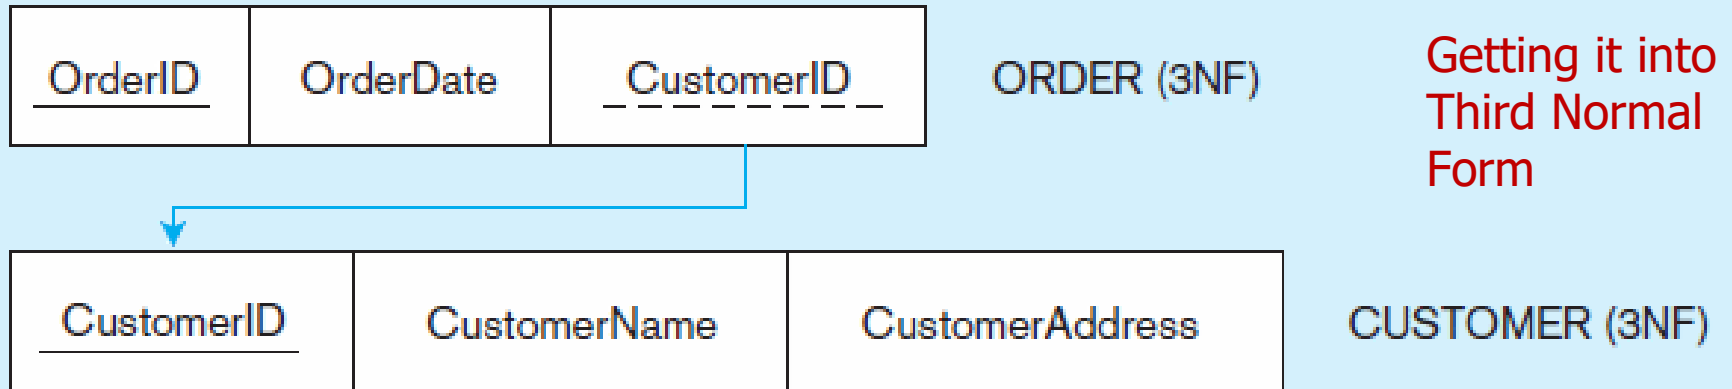 OrderID OrderDate CustomerID ORDER (3NF)
Getting it into
Third Normal
Form
CustomerID CustomerName CustomerAddress CUSTOMER (3NF)